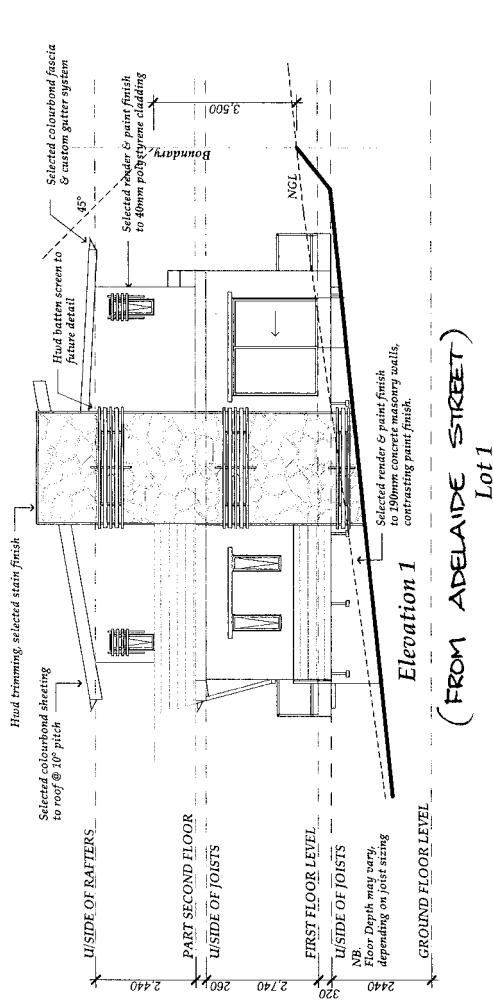 Hwd trimming, selected stain finish
Selected colourbond sheeting
to roof @ 10° pitch
Hwd batten screen to
future detail
Selected colourbond fascia
& custom gutter system
45°
Selected render & paint finish
to 40mm polystyrene cladding
Boundary
3,500
NGL
U/SIDE OF RAFTERS
2,440
PART SECOND FLOOR
260
U/SIDE OF JOISTS
2,740
FIRST FLOOR LEVEL
320
U/SIDE OF JOISTS
NB.
Floor Depth may vary,
depending on joist sizing
2440
GROUND FLOOR LEVEL
Selected render & paint finish
to 190mm concrete masonry walls,
contrasting paint finish.
Elevation 1
(FROM ADELAIDE STREET)
Lot 1